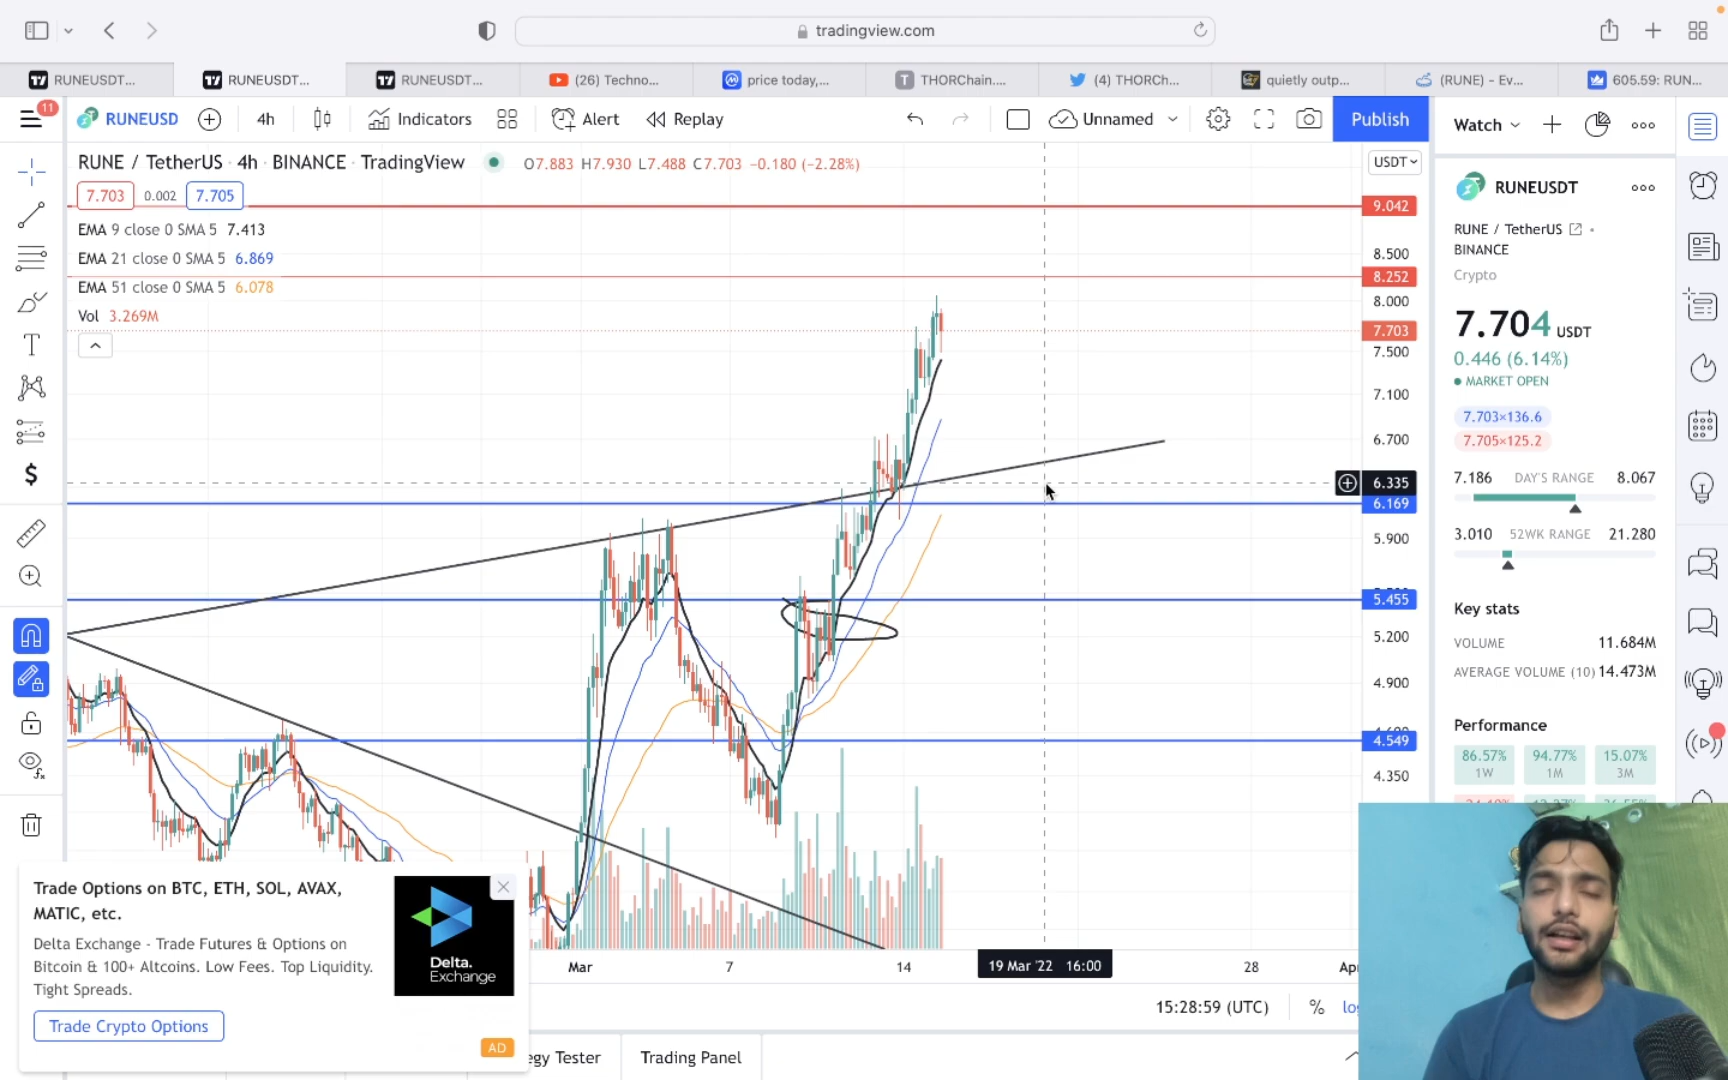 tradingview.com
RUNEUSDT...
RUNEUSDT...
RUNEUSDT...
(26) Techno...
price today,...
THORChain....
(4) THORCh...
quietly outp...
(RUNE) - Ev...
605.59: RUN...
11
RUNEUSD
4h
Indicators
Alert
Replay
Unnamed
Publish
Watch
RUNE / TetherUS · 4h · BINANCE · TradingView
O7.883 H7.930 L7.488 C7.703 −0.180 (−2.28%)
USDT
7.703 0.002 7.705
EMA 9 close 0 SMA 5 7.413
EMA 21 close 0 SMA 5 6.869
EMA 51 close 0 SMA 5 6.078
Vol 3.269M
9.042
8.500
8.252
8.000
7.703
7.500
7.100
6.700
6.335
6.169
5.900
5.455
5.200
4.900
4.549
4.350
RUNEUSDT
RUNE / TetherUS
BINANCE
Crypto
7.704 USDT
0.446 (6.14%)
MARKET OPEN
7.703×136.6
7.705×125.2
7.186 DAY'S RANGE 8.067
3.010 52WK RANGE 21.280
Key stats
VOLUME 11.684M
AVERAGE VOLUME (10) 14.473M
Performance
86.57% 94.77% 15.07%
1W 1M 3M
Trade Options on BTC, ETH, SOL, AVAX,
MATIC, etc.
Delta Exchange - Trade Futures & Options on
Bitcoin & 100+ Altcoins. Low Fees. Top Liquidity.
Tight Spreads.
Trade Crypto Options
Delta.
Exchange
AD
Mar 7 14 19 Mar '22 16:00 28 Ap
15:28:59 (UTC) % log
egy Tester
Trading Panel